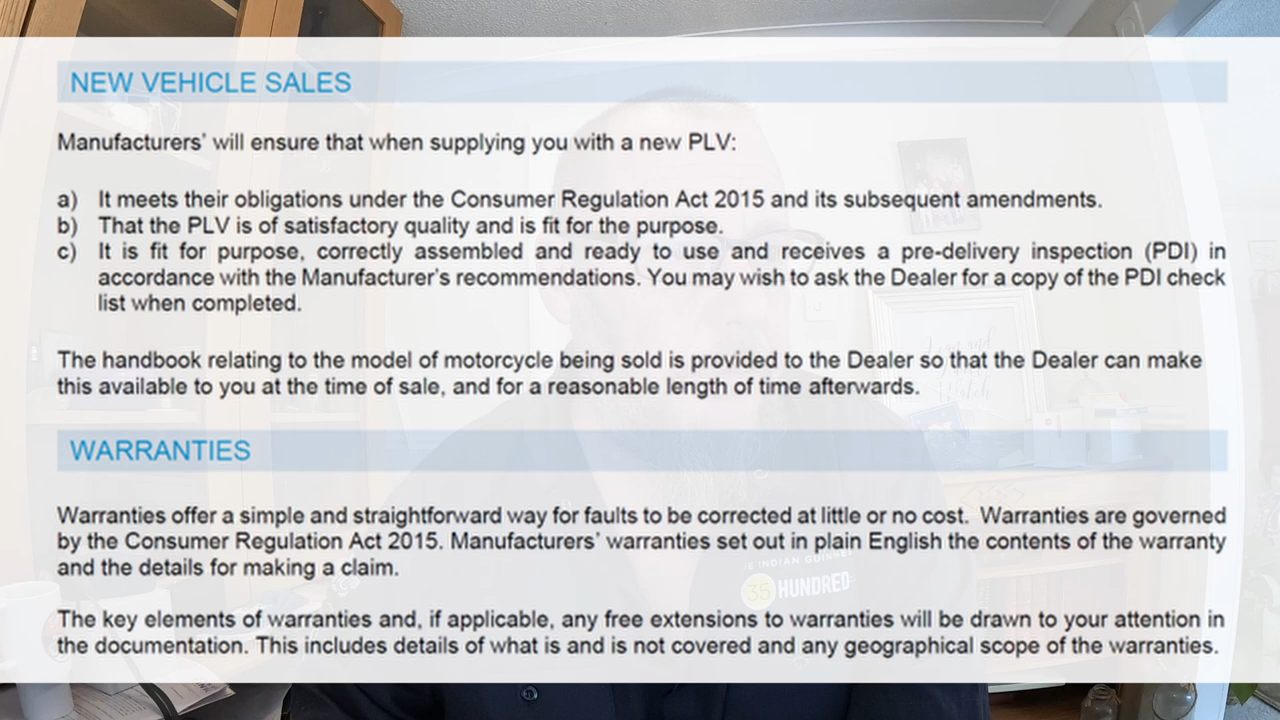 NEW VEHICLE SALES
Manufacturers' will ensure that when supplying you with a new PLV:
a) It meets their obligations under the Consumer Regulation Act 2015 and its subsequent amendments.
b) That the PLV is of satisfactory quality and is fit for the purpose.
c) It is fit for purpose, correctly assembled and ready to use and receives a pre-delivery inspection (PDI) in
accordance with the Manufacturer's recommendations. You may wish to ask the Dealer for a copy of the PDI check
list when completed.
The handbook relating to the model of motorcycle being sold is provided to the Dealer so that the Dealer can make
this available to you at the time of sale, and for a reasonable length of time afterwards.
WARRANTIES
Warranties offer a simple and straightforward way for faults to be corrected at little or no cost. Warranties are governed
by the Consumer Regulation Act 2015. Manufacturers' warranties set out in plain English the contents of the warranty
and the details for making a claim.
E INDIAN GUINNE
35 HUNDRED
The key elements of warranties and, if applicable, any free extensions to warranties will be drawn to your attention in
the documentation. This includes details of what is and is not covered and any geographical scope of the warranties.